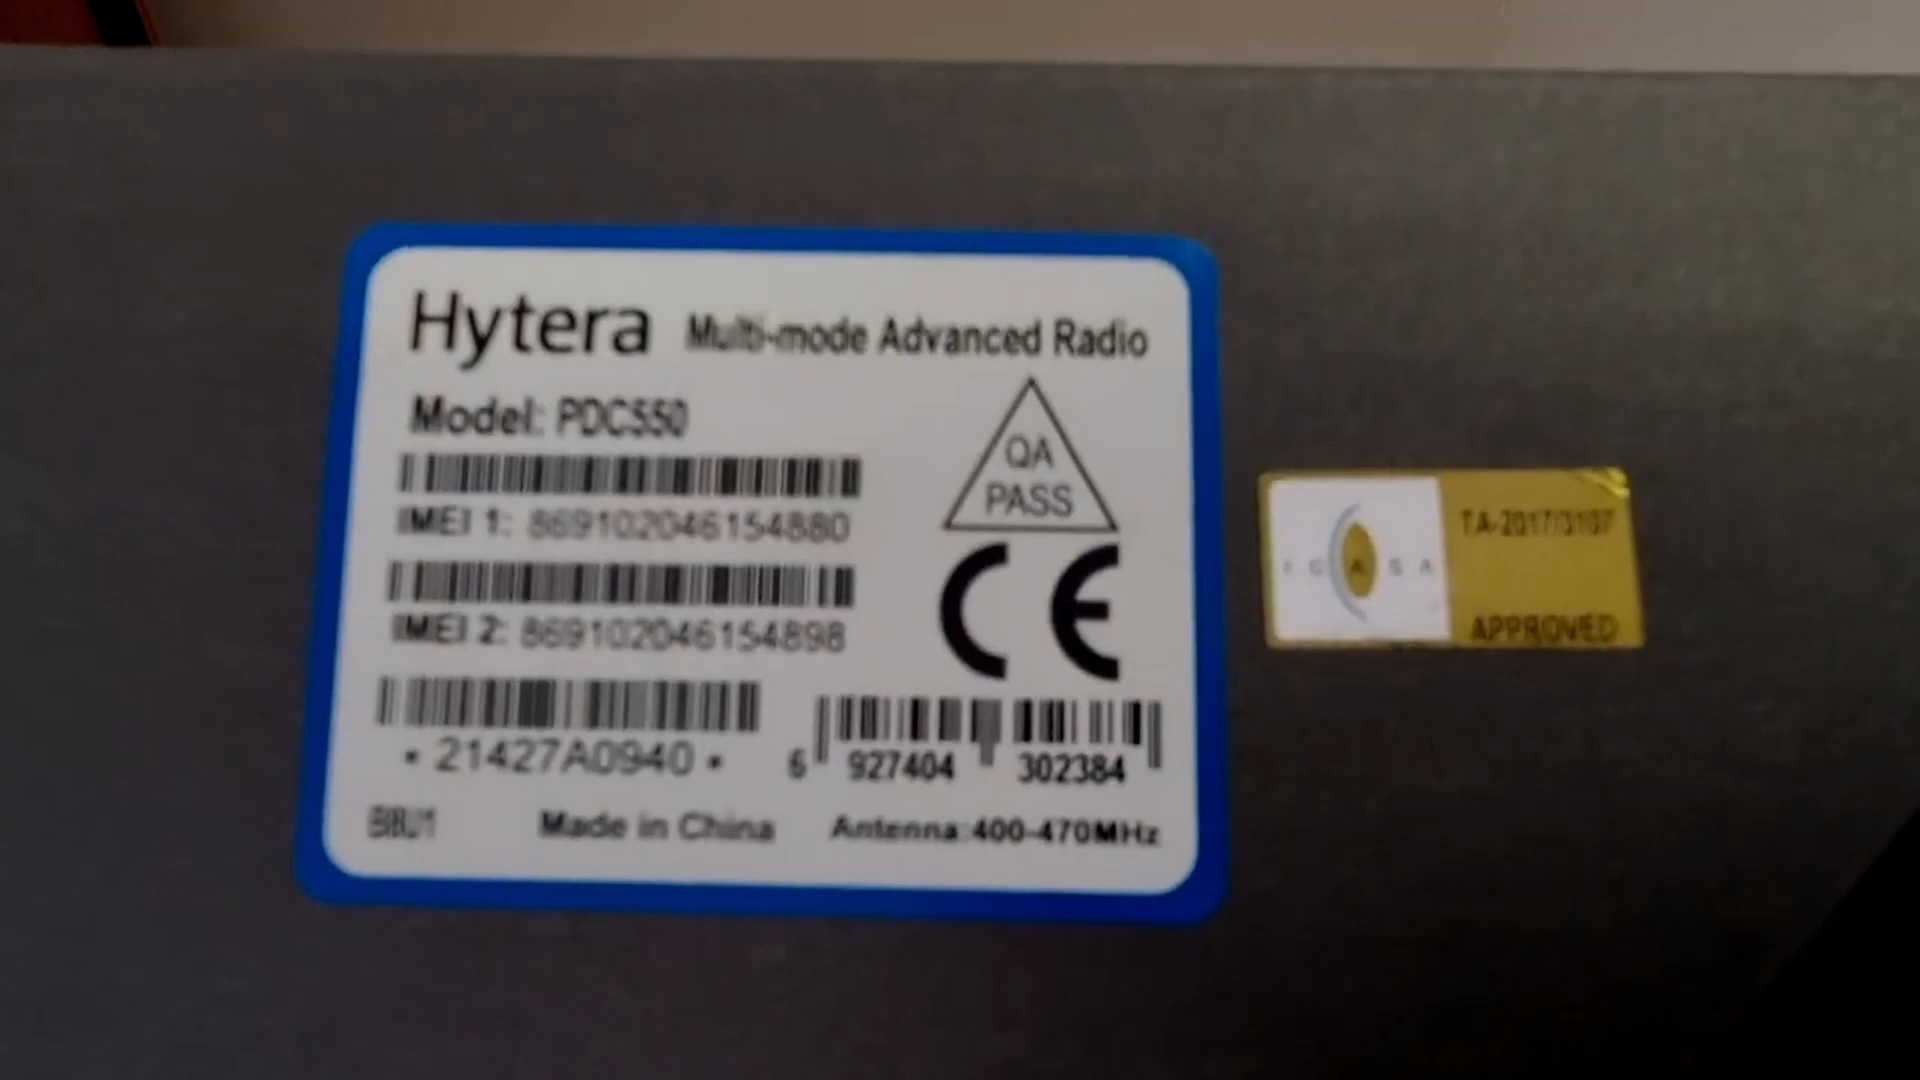 Hytera Multi-mode Advanced Radio
Model: PDC550
QA
PASS
IMEI 1: 869102046154880
IMEI 2: 869102046154898
CE
* 21427A0940 *
6 927404 302384
Made in China
Antenna:400-470MHz
I C A S A
TA-2017/3107
APPROVED